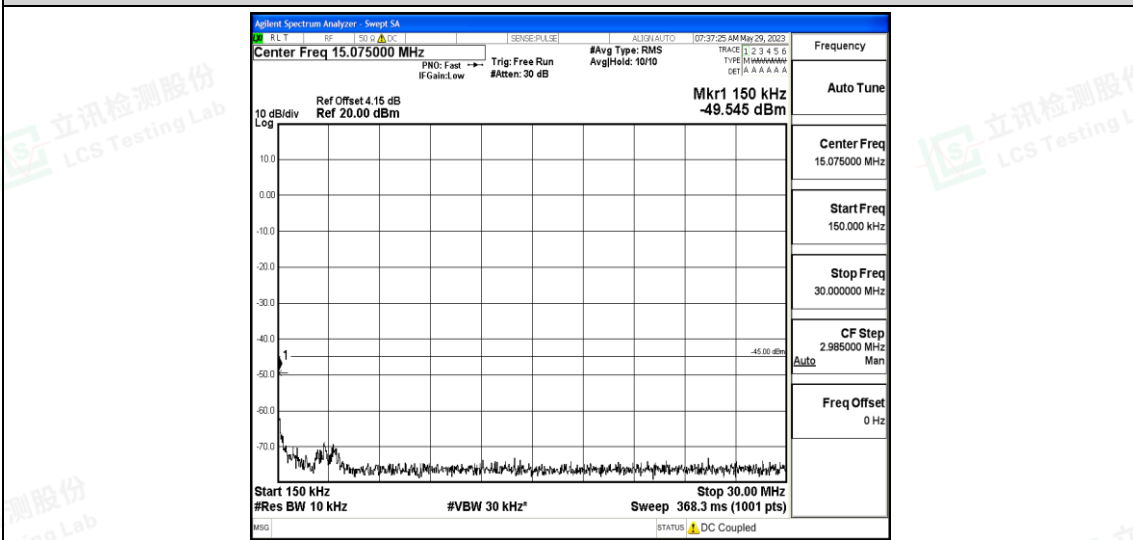 Agilent Spectrum Analyzer - Swept SA
RLT RF 50 Ω DC SENSE:PULSE ALIGN AUTO 07:37:25 AM May 29, 2023
Center Freq 15.075000 MHz
PNO: Fast
IFGain:Low
Trig: Free Run
#Atten: 30 dB
#Avg Type: RMS
Avg|Hold: 10/10
TRACE 1 2 3 4 5 6
TYPE M
DET A A A A A A
Frequency
Auto Tune
Mkr1 150 kHz
-49.545 dBm
Ref Offset 4.15 dB
10 dB/div Ref 20.00 dBm
Log
10.0
0.00
-10.0
-20.0
-30.0
-40.0
-50.0
-60.0
-70.0
1
-45.00 dBm
Center Freq
15.075000 MHz
Start Freq
150.000 kHz
Stop Freq
30.000000 MHz
CF Step
2.985000 MHz
Auto Man
Freq Offset
0 Hz
Start 150 kHz Stop 30.00 MHz
#Res BW 10 kHz #VBW 30 kHz* Sweep 368.3 ms (1001 pts)
MSG STATUS DC Coupled
立讯检测股份
LCS Testing Lab
立讯检测股
LCS Testing L
测股份
ng Lab